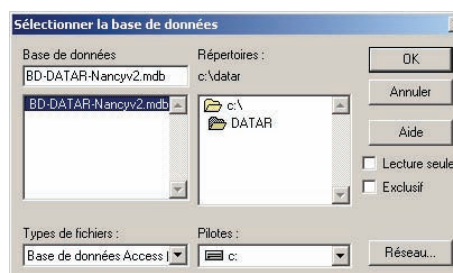 Sélectionner la base de données
Base de données
BD-DATAR-Nancyv2.mdb
BD-DATAR-Nancyv2.mdb
Répertoires :
c:\datar
c:\
DATAR
OK
Annuler
Aide
Lecture seule
Exclusif
Types de fichiers :
Base de données Access
Pilotes :
c:
Réseau...